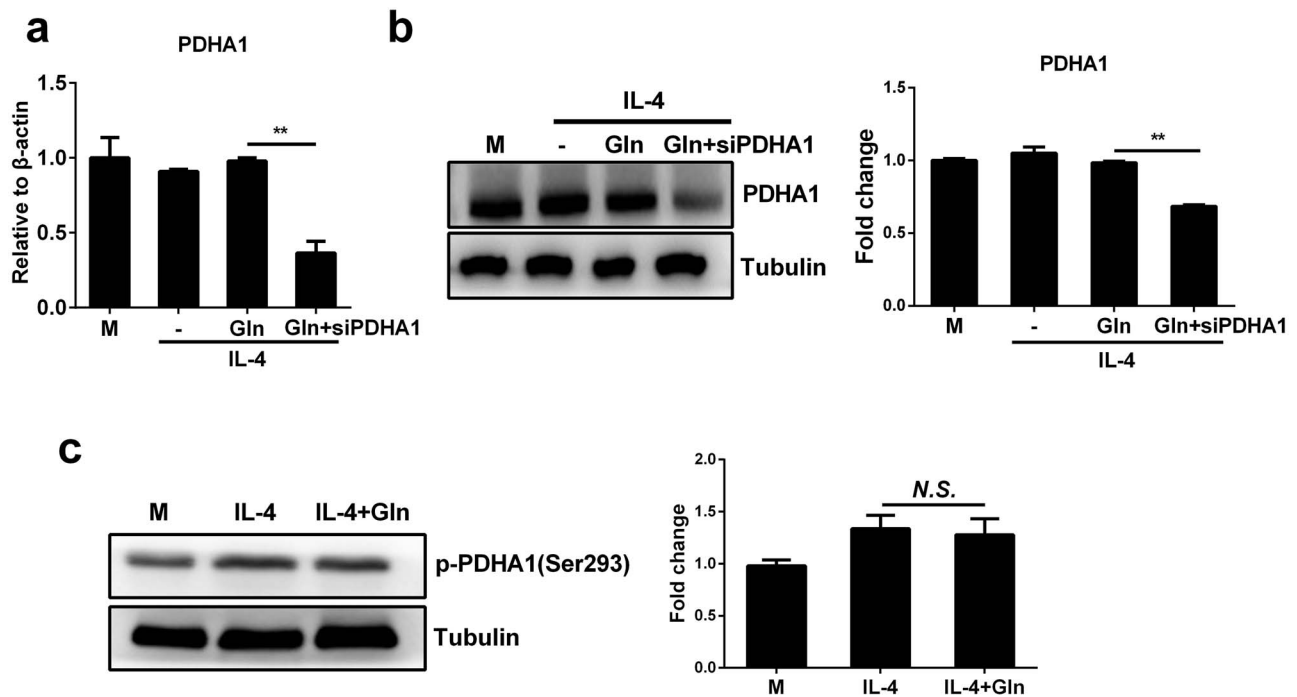 a
PDHA1
Relative to β-actin
1.5
1.0
0.5
0.0
M
-
Gln
Gln+siPDHA1
IL-4
b
IL-4
M
-
Gln
Gln+siPDHA1
PDHA1
Tubulin
PDHA1
Fold change
1.5
1.0
0.5
0.0
M
-
Gln
Gln+siPDHA1
IL-4
**
**
c
M
IL-4
IL-4+Gln
p-PDHA1(Ser293)
Tubulin
Fold change
2.0
1.5
1.0
0.5
0.0
N.S.
M
IL-4
IL-4+Gln